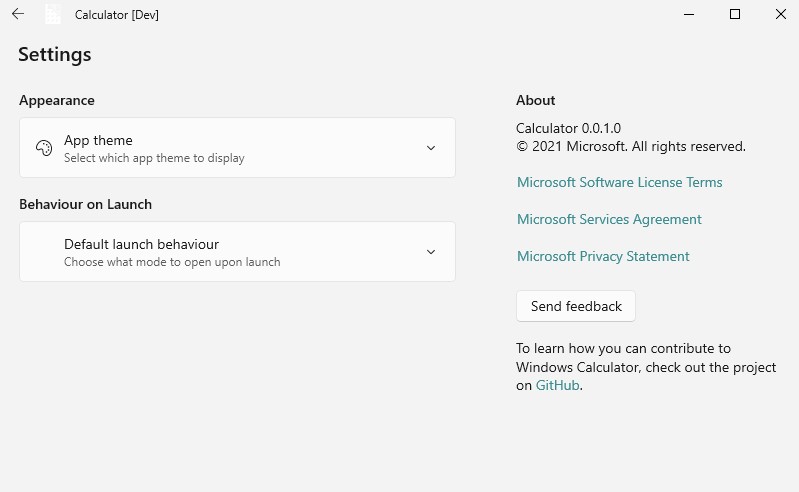 Calculator [Dev]
Settings
Appearance
App theme
Select which app theme to display
Behaviour on Launch
Default launch behaviour
Choose what mode to open upon launch
About
Calculator 0.0.1.0
© 2021 Microsoft. All rights reserved.
Microsoft Software License Terms
Microsoft Services Agreement
Microsoft Privacy Statement
Send feedback
To learn how you can contribute to
Windows Calculator, check out the project
on GitHub.